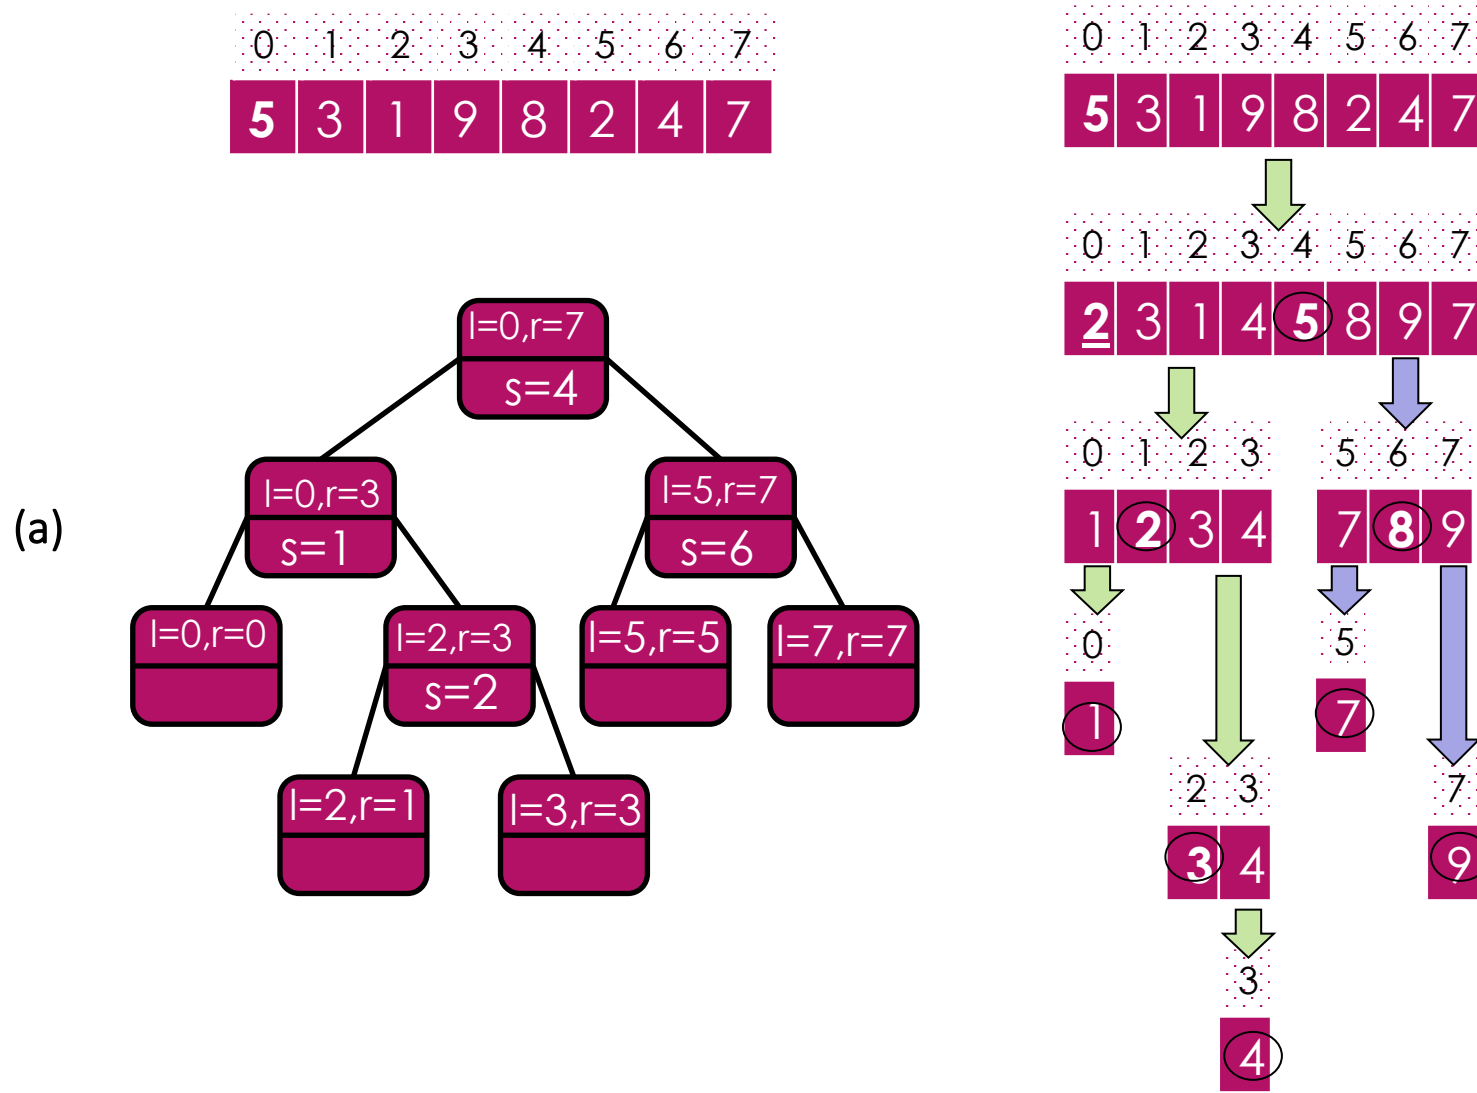 0 1 2 3 4 5 6 7
5 3 1 9 8 2 4 7
l=0,r=7
s=4
l=0,r=3
s=1
l=5,r=7
s=6
(a)
l=0,r=0
l=2,r=3
s=2
l=5,r=5
l=7,r=7
l=2,r=1
l=3,r=3
0 1 2 3 4 5 6 7
5 3 1 9 8 2 4 7
0 1 2 3 4 5 6 7
2 3 1 4 5 8 9 7
0 1 2 3
5 6 7
1 2 3 4
7 8 9
0
5
1
7
2 3
7
3 4
9
3
4